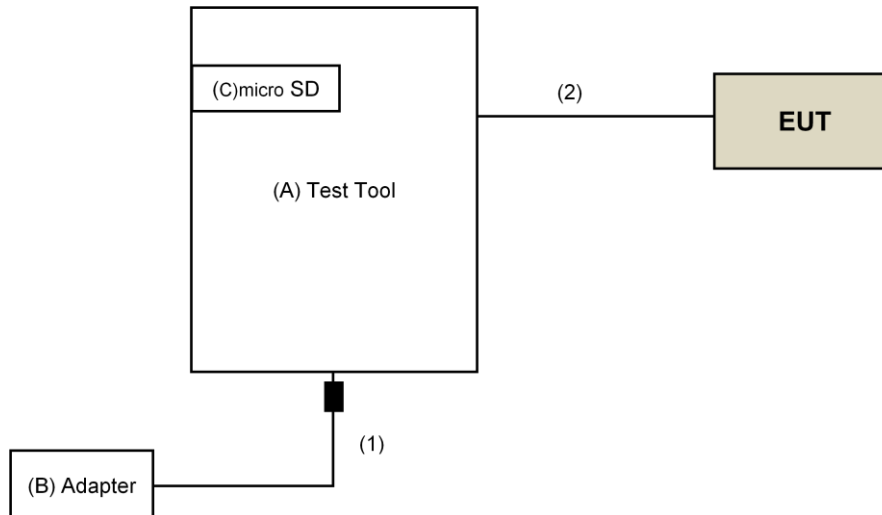 (C)micro SD
(2)
EUT
(A) Test Tool
(1)
(B) Adapter